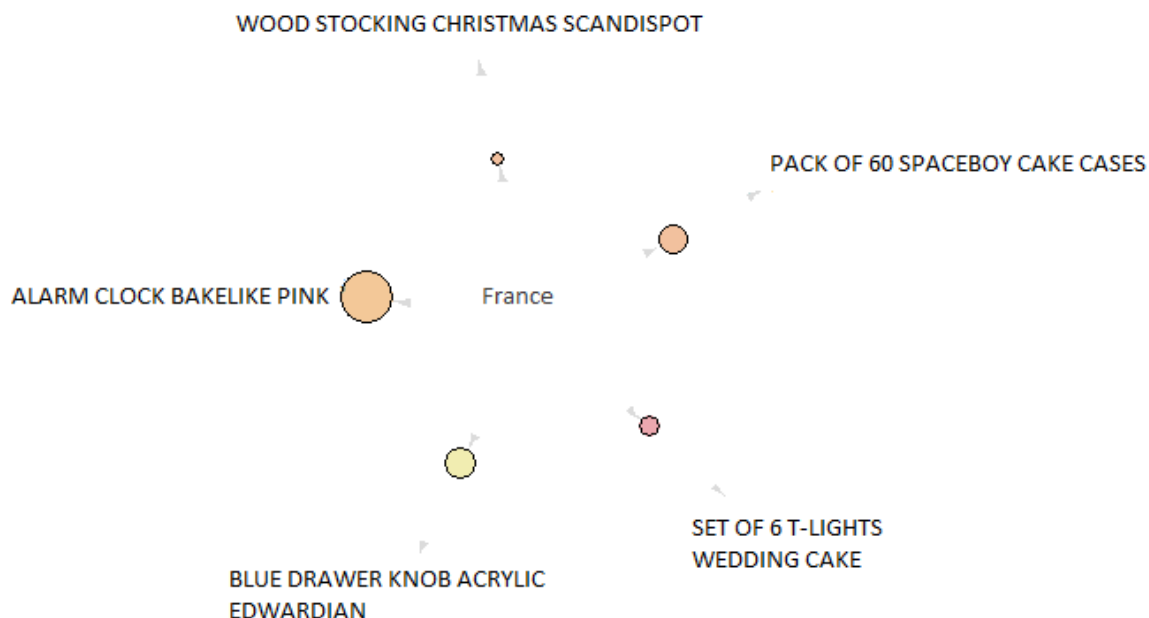 WOOD STOCKING CHRISTMAS SCANDISPOT
PACK OF 60 SPACEBOY CAKE CASES
ALARM CLOCK BAKELIKE PINK
France
SET OF 6 T-LIGHTS
WEDDING CAKE
BLUE DRAWER KNOB ACRYLIC
EDWARDIAN